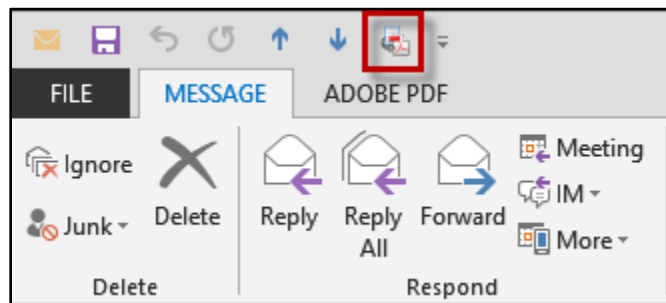 FILE MESSAGE ADOBE PDF
Ignore
Junk
Delete
Reply
Reply All
Forward
Meeting
IM
More
Delete Respond